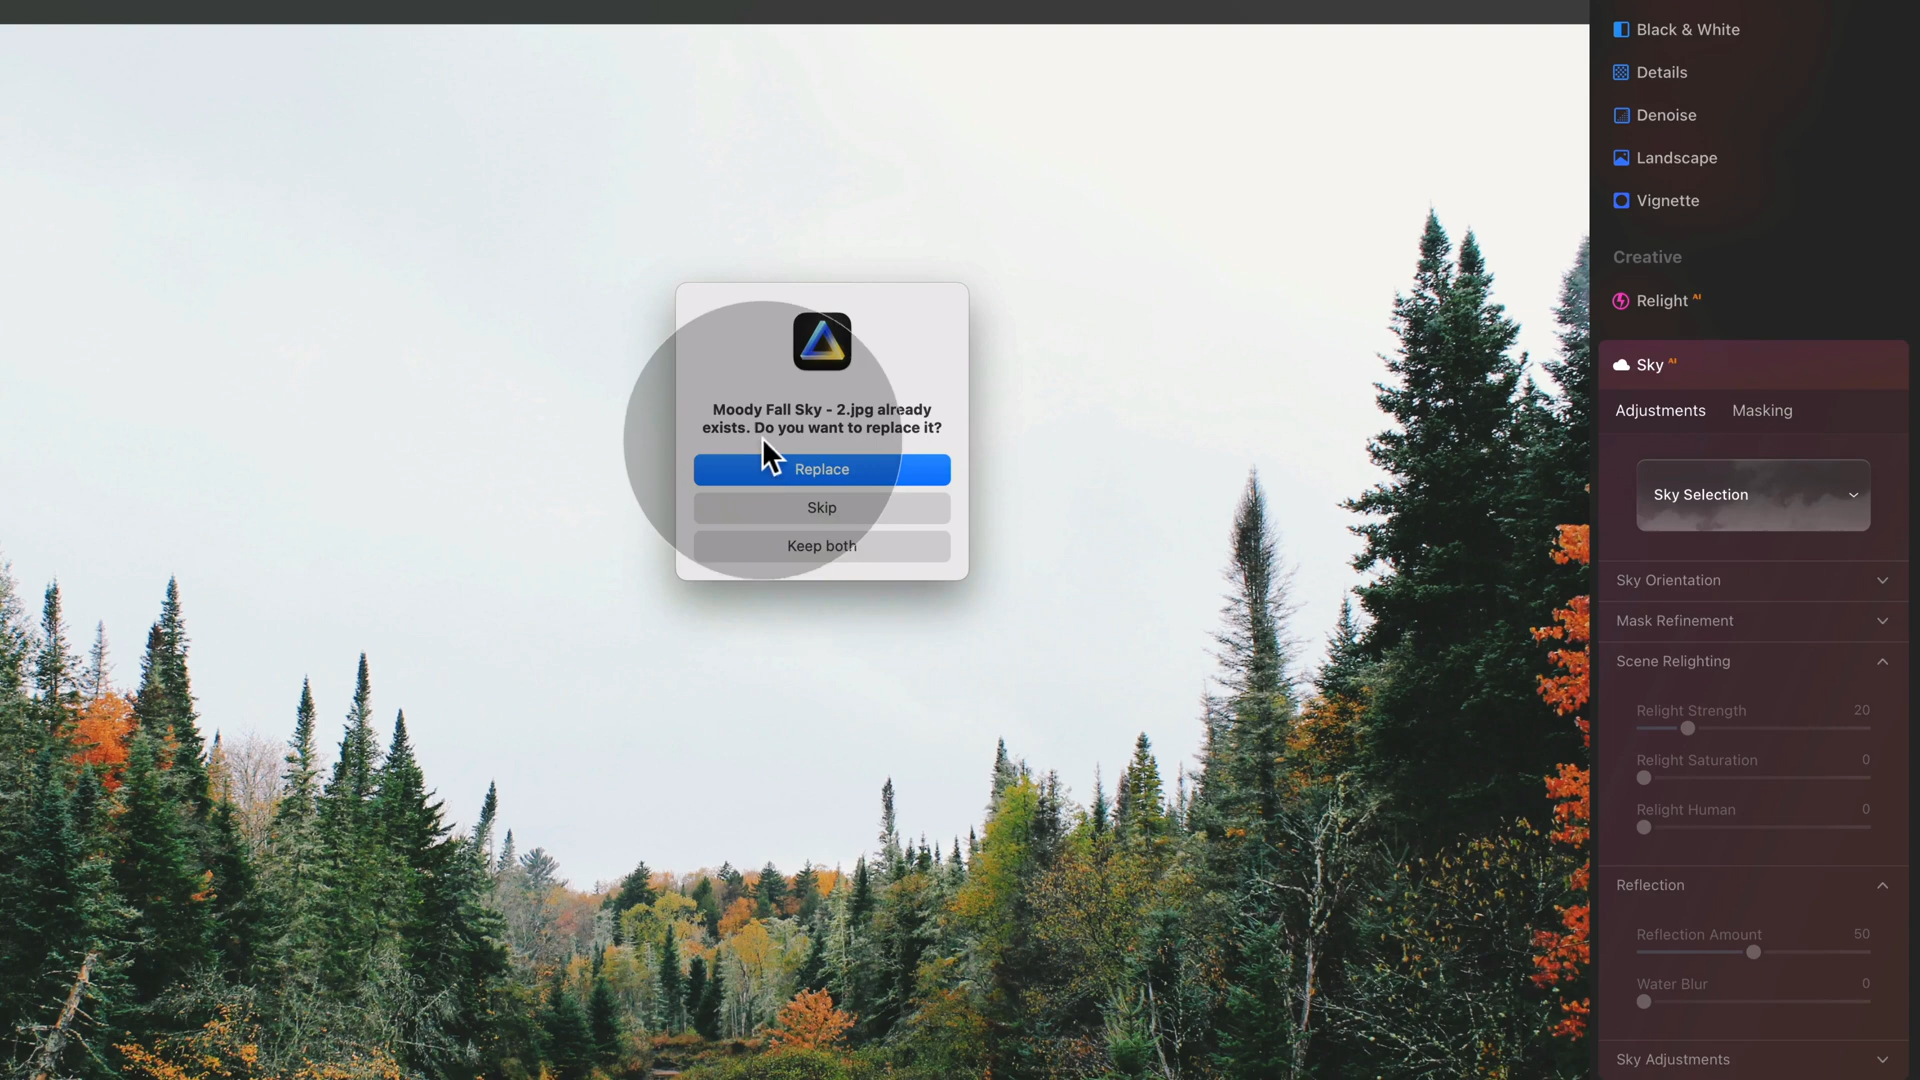 Black & White
Details
Denoise
Landscape
Vignette
Creative
Relight AI
Sky AI
Adjustments Masking
Sky Selection
Sky Orientation
Mask Refinement
Scene Relighting
Relight Strength 20
Relight Saturation 0
Relight Human 0
Reflection
Reflection Amount 50
Water Blur 0
Sky Adjustments
Moody Fall Sky - 2.jpg already
exists. Do you want to replace it?
Replace
Skip
Keep both